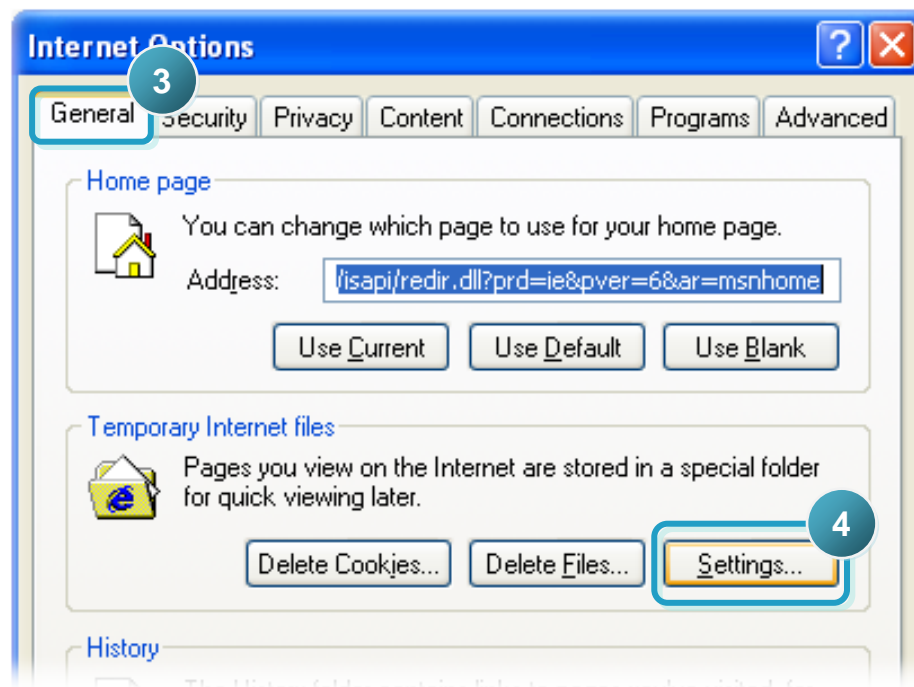 Internet Options
3
General Security Privacy Content Connections Programs Advanced
Home page
You can change which page to use for your home page.
Address: /isapi/redir.dll?prd=ie&pver=6&ar=msnhome
Use Current Use Default Use Blank
Temporary Internet files
Pages you view on the Internet are stored in a special folder
for quick viewing later.
4
Delete Cookies... Delete Files... Settings...
History